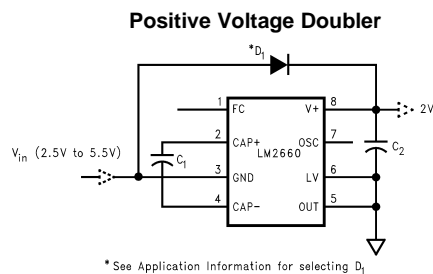 Positive Voltage Doubler
*D1
1 FC V+ 8
2V
2 CAP+ OSC 7
C1
LM2660
C2
Vin (2.5V to 5.5V)
3 GND LV 6
4 CAP- OUT 5
*See Application Information for selecting D1